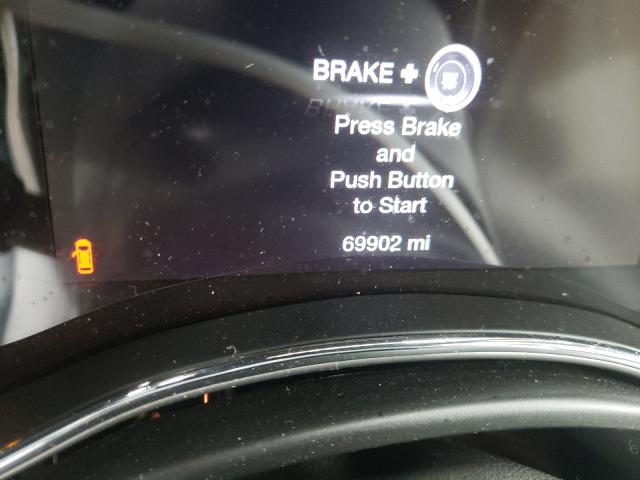 BRAKE +
Press Brake
and
Push Button
to Start
69902 mi